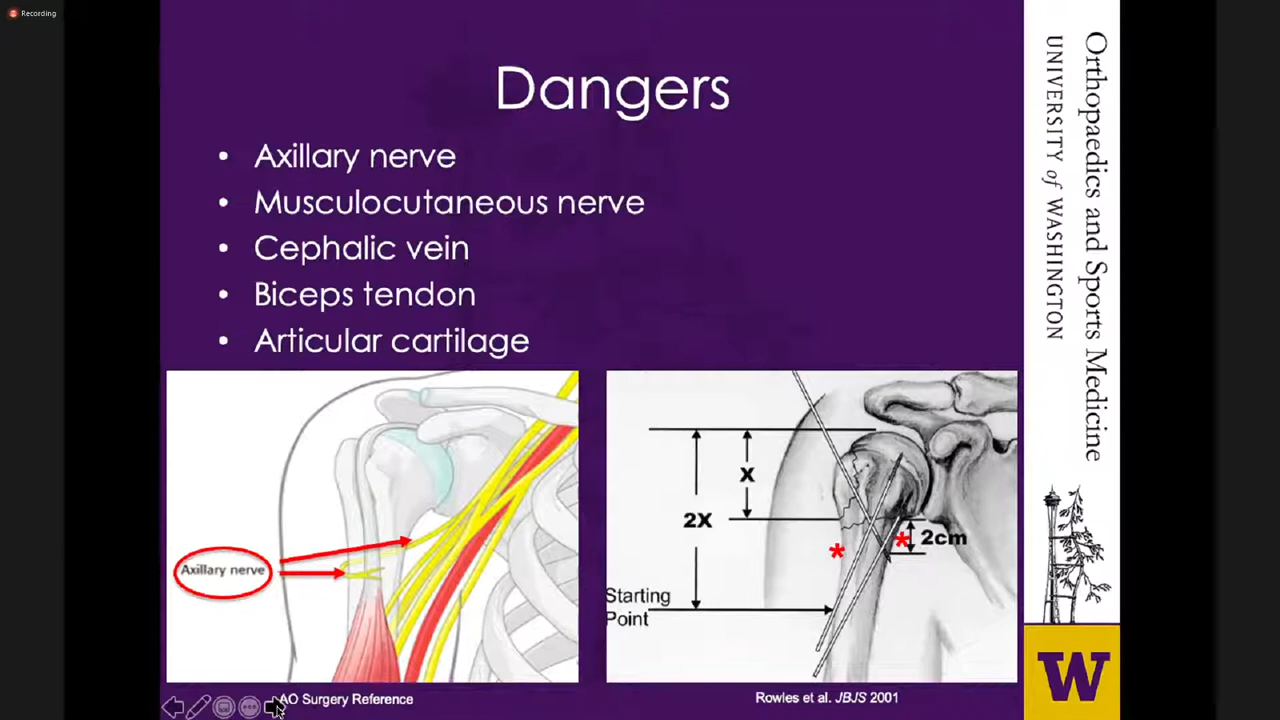 Recording
Dangers
• Axillary nerve
• Musculocutaneous nerve
• Cephalic vein
• Biceps tendon
• Articular cartilage
Axillary nerve
X
2X
* *
2cm
Starting
Point
AO Surgery Reference
Rowles et al. JBJS 2001
Orthopaedics and Sports Medicine
UNIVERSITY of WASHINGTON
W